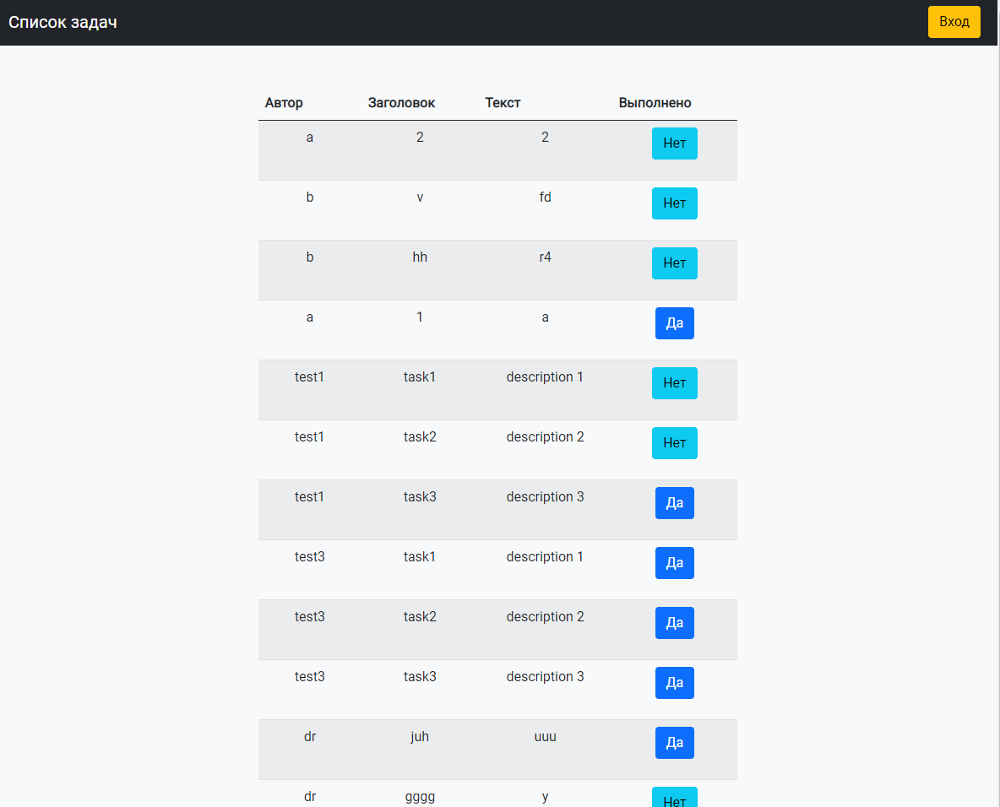 Список задач Вход
Автор Заголовок Текст Выполнено
a 2 2 Нет
b v fd Нет
b hh r4 Нет
a 1 a Да
test1 task1 description 1 Нет
test1 task2 description 2 Нет
test1 task3 description 3 Да
test3 task1 description 1 Да
test3 task2 description 2 Да
test3 task3 description 3 Да
dr juh uuu Да
dr gggg y Нет